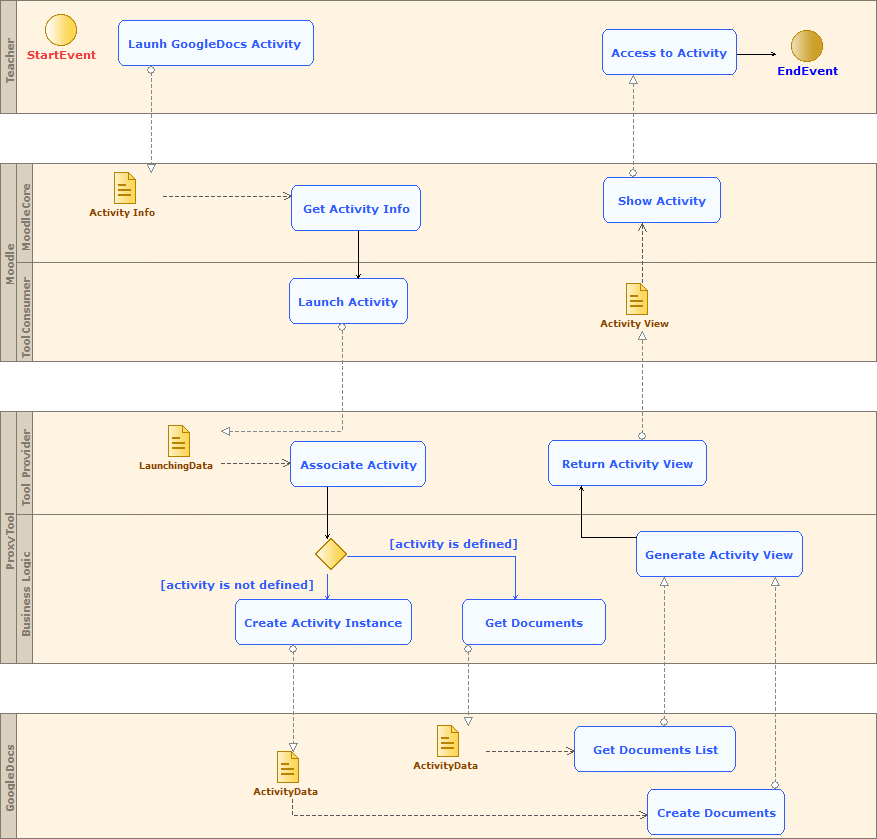 Teacher
StartEvent
Launh GoogleDocs Activity
Access to Activity
EndEvent
Moodle
MoodleCore
Activity Info
Get Activity Info
Show Activity
ToolConsumer
Launch Activity
Activity View
ProxyTool
Tool Provider
LaunchingData
Associate Activity
Return Activity View
Business Logic
[activity is defined]
Generate Activity View
[activity is not defined]
Create Activity Instance
Get Documents
GoogleDocs
ActivityData
Get Documents List
ActivityData
Create Documents